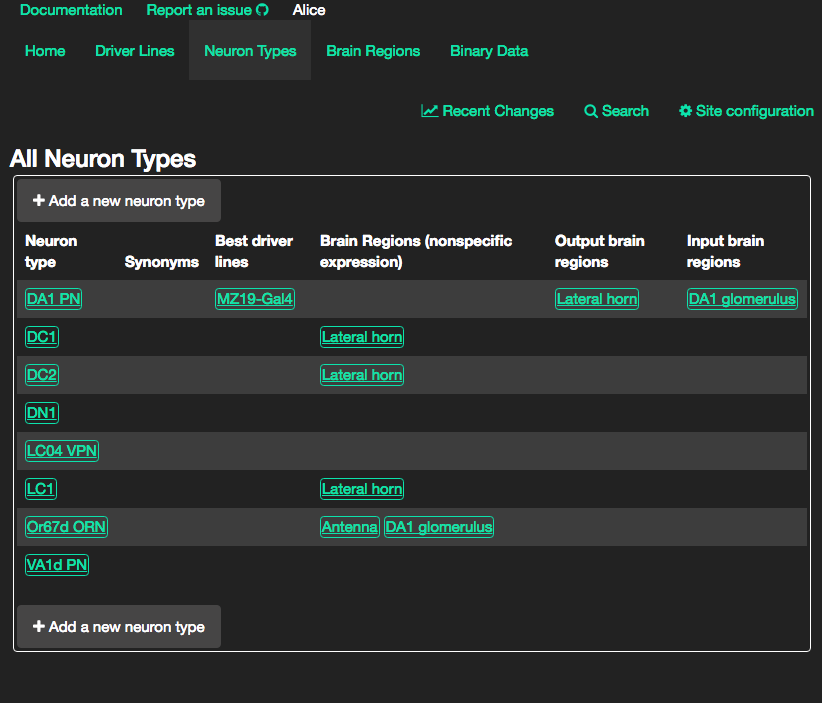 Documentation Report an issue Alice
Home Driver Lines Neuron Types Brain Regions Binary Data
Recent Changes Search Site configuration
All Neuron Types
+ Add a new neuron type
Neuron type Synonyms Best driver lines Brain Regions (nonspecific expression) Output brain regions Input brain regions
DA1 PN MZ19-Gal4 Lateral horn DA1 glomerulus
DC1 Lateral horn
DC2 Lateral horn
DN1
LC04 VPN
LC1 Lateral horn
Or67d ORN Antenna DA1 glomerulus
VA1d PN
+ Add a new neuron type